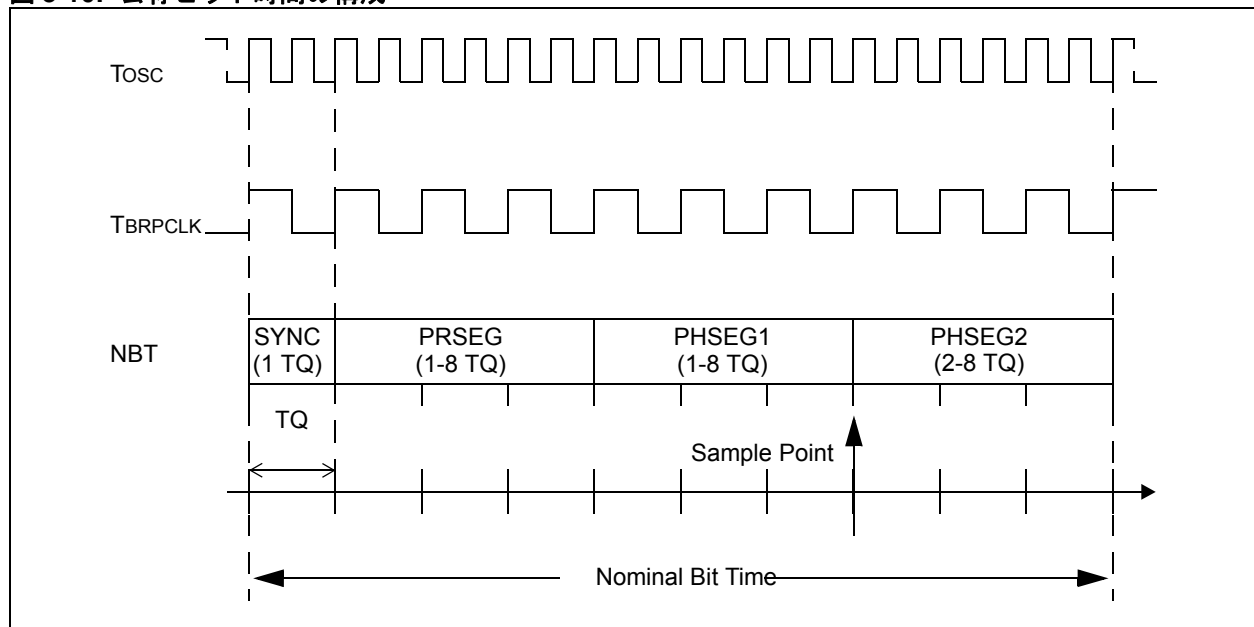 TOSC
TBRPCLK
NBT
SYNC
(1 TQ)
PRSEG
(1-8 TQ)
PHSEG1
(1-8 TQ)
PHSEG2
(2-8 TQ)
TQ
Sample Point
Nominal Bit Time